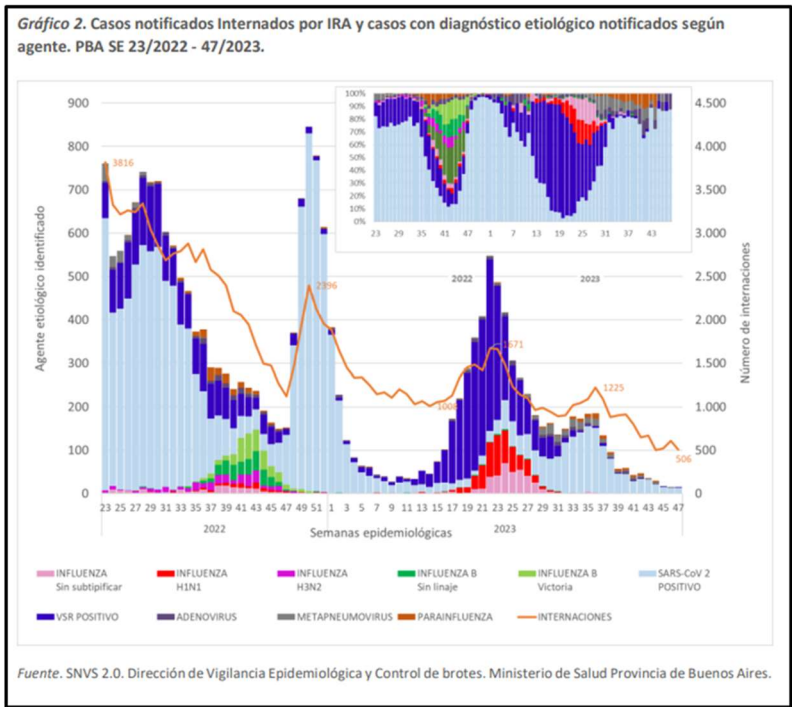 Gráfico 2. Casos notificados Internados por IRA y casos con diagnóstico etiológico notificados según
agente. PBA SE 23/2022 - 47/2023.
900
800
700
600
500
400
300
200
100
0
Agente etiológico identificado
4.500
4.000
3.500
3.000
2.500
2.000
1.500
1.000
500
0
Número de internaciones
100%
90%
80%
70%
60%
50%
40%
30%
20%
10%
0%
23 29 35 41 47 1 7 13 19 25 31 37 43
2022 2023
3816
2396
1008
1671
1225
506
23 25 27 29 31 33 35 37 39 41 43 45 47 49 51 1 3 5 7 9 11 13 15 17 19 21 23 25 27 29 31 33 35 37 39 41 43 45 47
2022 Semanas epidemiológicas 2023
INFLUENZA
Sin subtipificar
INFLUENZA
H1N1
INFLUENZA
H3N2
INFLUENZA B
Sin linaje
INFLUENZA B
Victoria
SARS-CoV 2
POSITIVO
VSR POSITIVO
ADENOVIRUS
METAPNEUMOVIRUS
PARAINFLUENZA
INTERNACIONES
Fuente. SNVS 2.0. Dirección de Vigilancia Epidemiológica y Control de brotes. Ministerio de Salud Provincia de Buenos Aires.